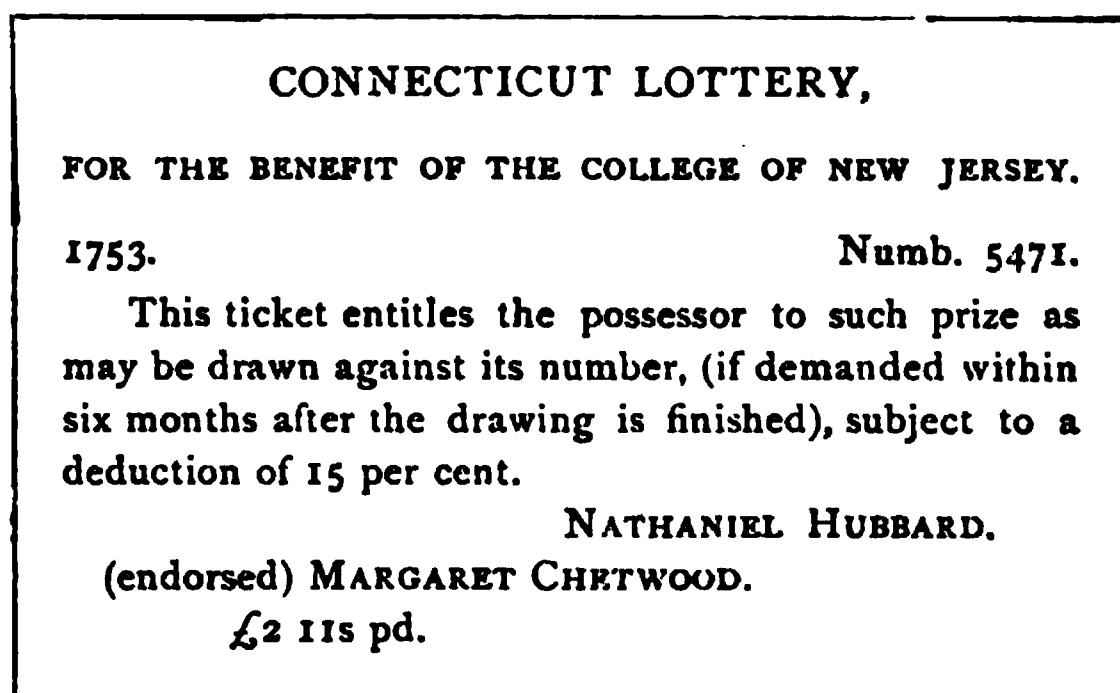 CONNECTICUT LOTTERY,
FOR THE BENEFIT OF THE COLLEGE OF NEW JERSEY.
1753. Numb. 5471.
This ticket entitles the possessor to such prize as
may be drawn against its number, (if demanded within
six months after the drawing is finished), subject to a
deduction of 15 per cent.
NATHANIEL HUBBARD.
(endorsed) MARGARET CHETWOOD.
£2 11s pd.